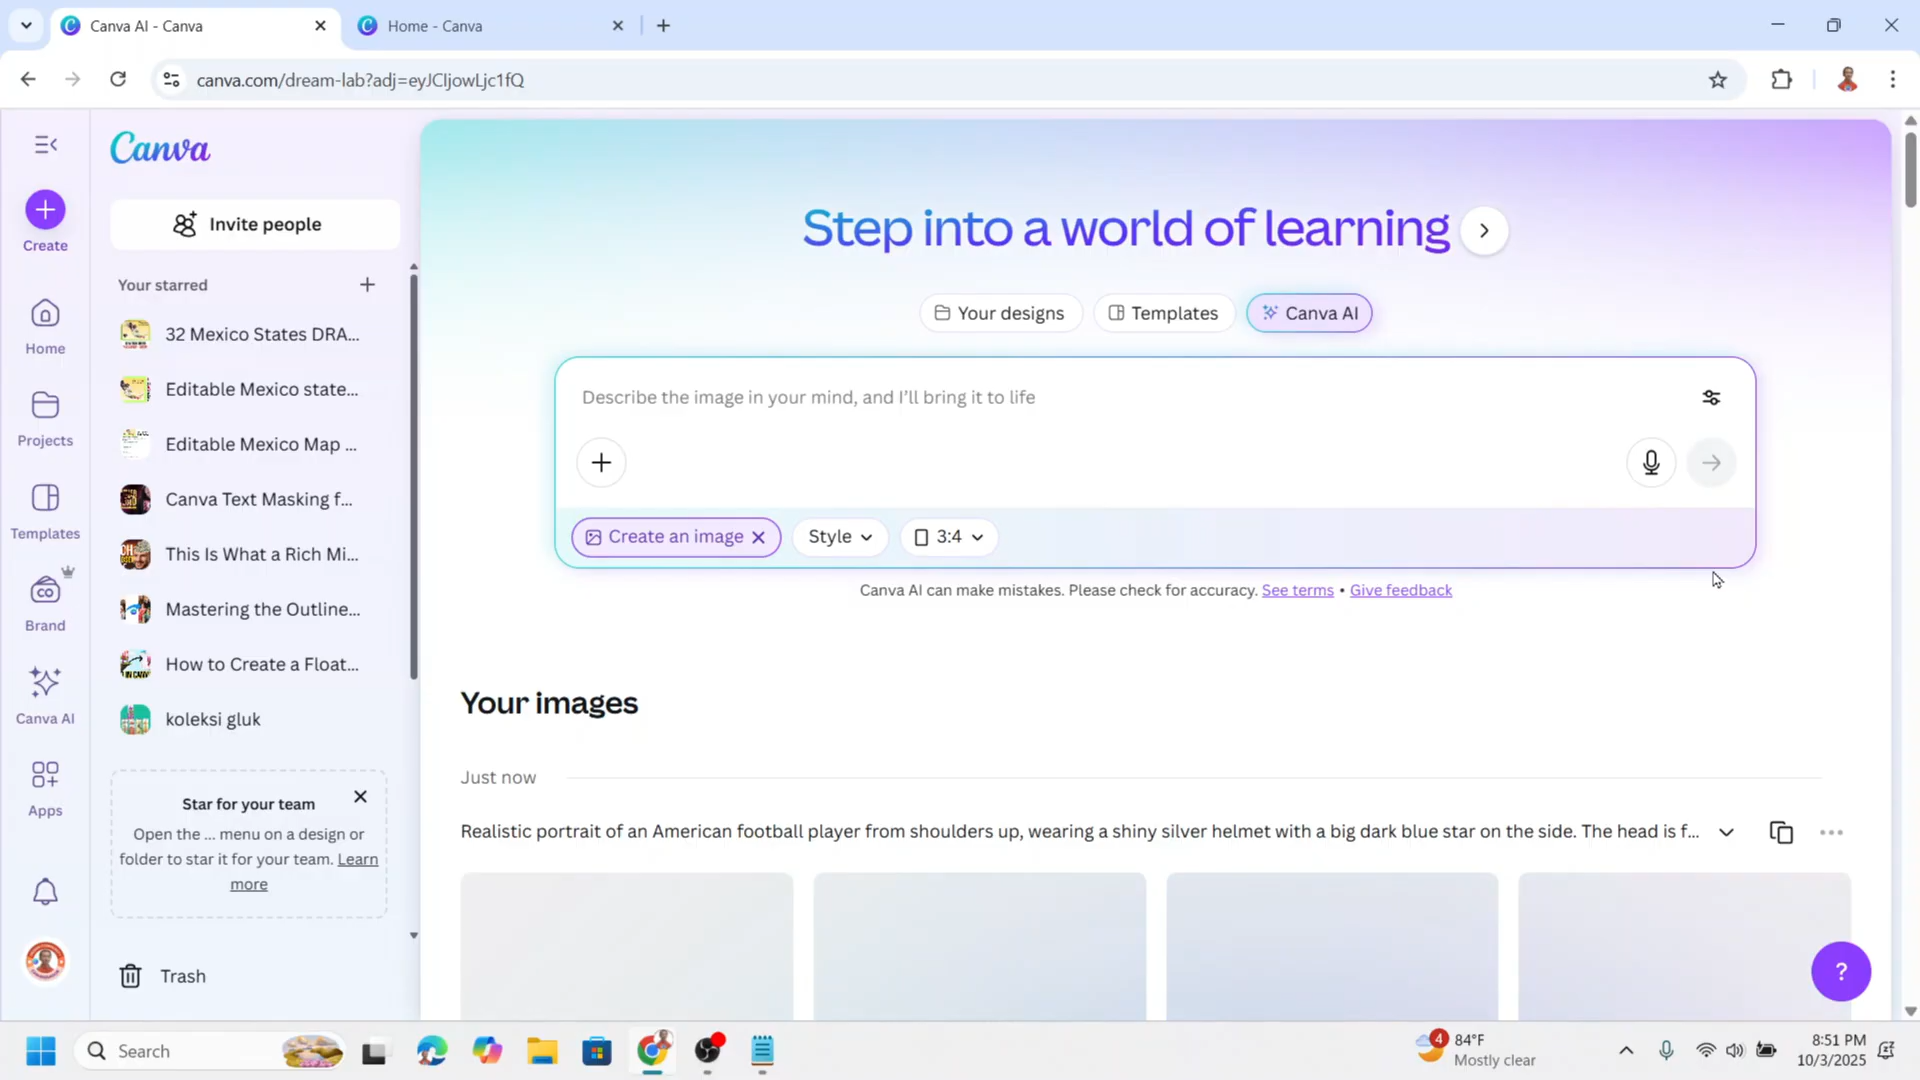 Canva AI - Canva
Home - Canva
canva.com/dream-lab?adj=eyJCIjowLjc1fQ
Canva
Create
Home
Projects
Templates
Brand
Canva AI
Apps
Invite people
Your starred
32 Mexico States DRA...
Editable Mexico state...
Editable Mexico Map ...
Canva Text Masking f...
This Is What a Rich Mi...
Mastering the Outline...
How to Create a Float...
koleksi gluk
Star for your team
Open the ... menu on a design or
folder to star it for your team. Learn
more
Trash
Step into a world of learning
Your designs
Templates
Canva AI
Describe the image in your mind, and I'll bring it to life
Create an image
Style
3:4
Canva AI can make mistakes. Please check for accuracy. See terms • Give feedback
Your images
Just now
Realistic portrait of an American football player from shoulders up, wearing a shiny silver helmet with a big dark blue star on the side. The head is f...
?
Search
4
84°F
Mostly clear
8:51 PM
10/3/2025